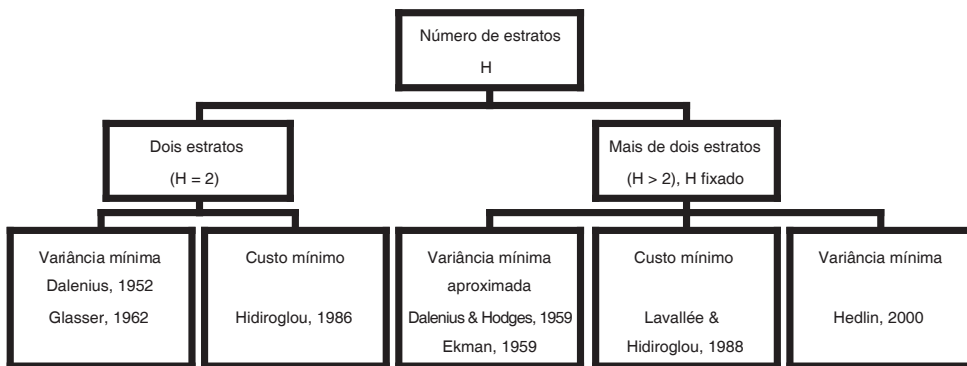 Número de estratos
H
Dois estratos
(H = 2)
Mais de dois estratos
(H > 2), H fixado
Variância mínima
Dalenius, 1952
Glasser, 1962
Custo mínimo
Hidiroglou, 1986
Variância mínima
aproximada
Dalenius & Hodges, 1959
Ekman, 1959
Custo mínimo
Lavallée &
Hidiroglou, 1988
Variância mínima
Hedlin, 2000